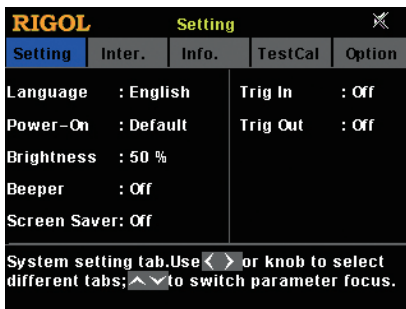 RIGOL Setting
Setting Inter. Info. TestCal Option
Language : English Trig In : Off
Power-On : Default Trig Out : Off
Brightness : 50 %
Beeper : Off
Screen Saver: Off
System setting tab.Use < > or knob to select
different tabs; ︿﹀ to switch parameter focus.